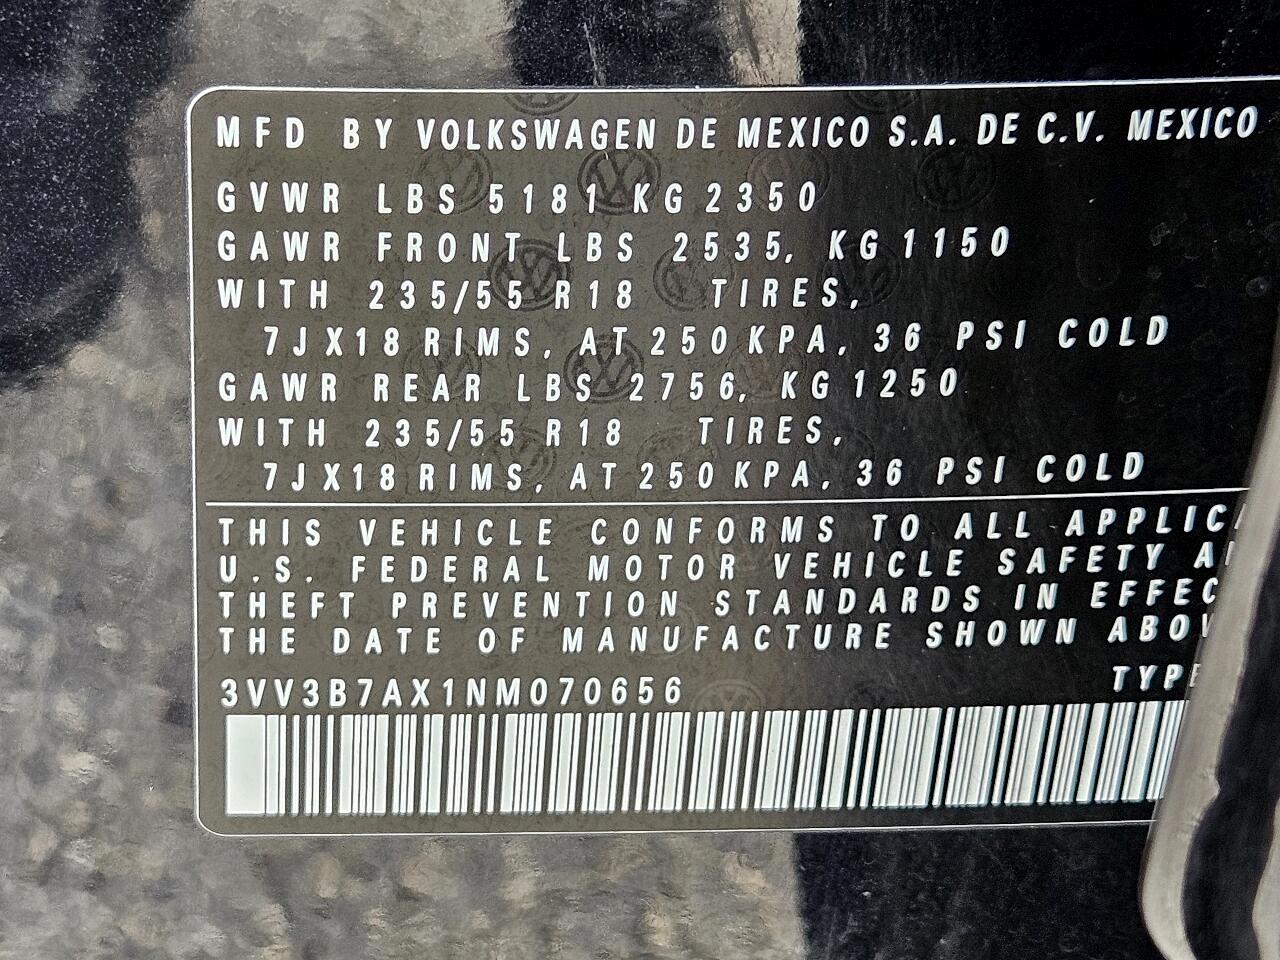 MFD BY VOLKSWAGEN DE MEXICO S.A. DE C.V. MEXICO
GVWR LBS 5181 KG 2350
GAWR FRONT LBS 2535, KG 1150
WITH 235/55 R18 TIRES,
7JX18 RIMS, AT 250 KPA, 36 PSI COLD
GAWR REAR LBS 2756, KG 1250
WITH 235/55 R18 TIRES,
7JX18 RIMS, AT 250 KPA, 36 PSI COLD
THIS VEHICLE CONFORMS TO ALL
U.S. FEDERAL MOTOR VEHICLE SAFETY
THEFT PREVENTION STANDARDS IN
THE DATE OF MANUFACTURE SHOWN
3VV3B7AX1NM070656 TYPE